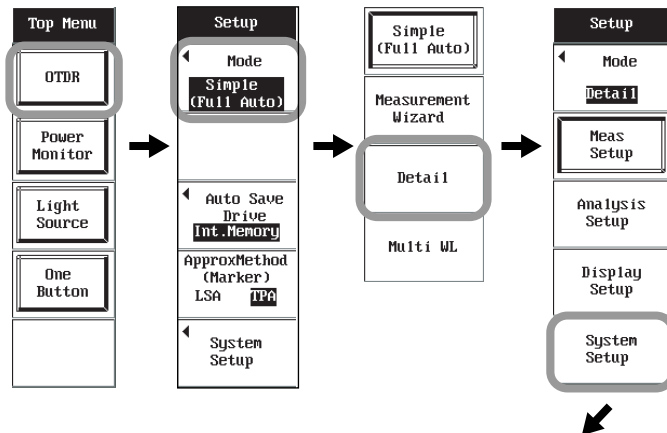 Top Menu
OTDR
Power
Monitor
Light
Source
One
Button
Setup
Mode
Simple
(Full Auto)
Auto Save
Drive
Int.Memory
ApproxMethod
(Marker)
LSA TPA
System
Setup
Simple
(Full Auto)
Measurement
Wizard
Detail
Multi WL
Setup
Mode
Detail
Meas
Setup
Analysis
Setup
Display
Setup
System
Setup